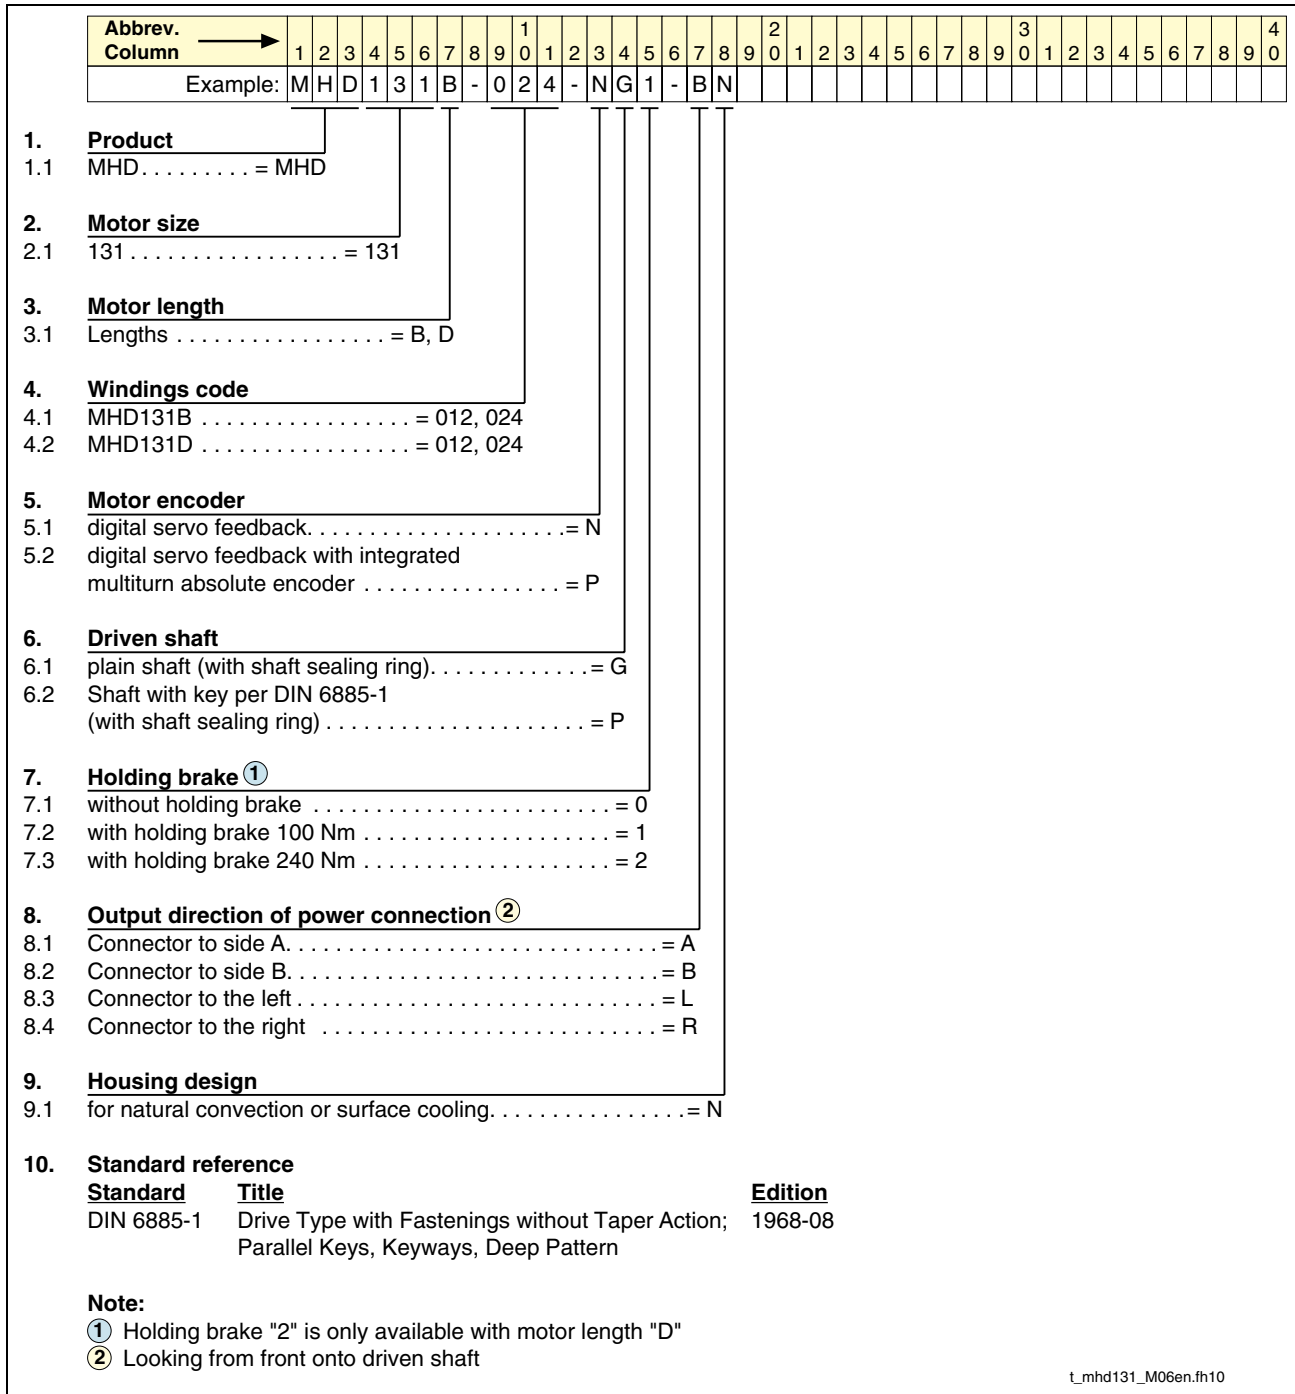 Abbrev. 1 2 3 4
Column 1 2 3 4 5 6 7 8 9 0 1 2 3 4 5 6 7 8 9 0 1 2 3 4 5 6 7 8 9 0 1 2 3 4 5 6 7 8 9 0
Example: M H D 1 3 1 B - 0 2 4 - N G 1 - B N
1. Product
1.1 MHD. . . . . . . . . = MHD
2. Motor size
2.1 131 . . . . . . . . . . . . . . . . . = 131
3. Motor length
3.1 Lengths . . . . . . . . . . . . . . . . . = B, D
4. Windings code
4.1 MHD131B . . . . . . . . . . . . . . . . . = 012, 024
4.2 MHD131D . . . . . . . . . . . . . . . . . = 012, 024
5. Motor encoder
5.1 digital servo feedback. . . . . . . . . . . . . . . . . . . . . = N
5.2 digital servo feedback with integrated
multiturn absolute encoder . . . . . . . . . . . . . . . . = P
6. Driven shaft
6.1 plain shaft (with shaft sealing ring). . . . . . . . . . . . . = G
6.2 Shaft with key per DIN 6885-1
(with shaft sealing ring) . . . . . . . . . . . . . . . . . . . . . = P
7. Holding brake 1
7.1 without holding brake . . . . . . . . . . . . . . . . . . . . . . . . = 0
7.2 with holding brake 100 Nm . . . . . . . . . . . . . . . . . . . . = 1
7.3 with holding brake 240 Nm . . . . . . . . . . . . . . . . . . . . = 2
8. Output direction of power connection 2
8.1 Connector to side A. . . . . . . . . . . . . . . . . . . . . . . . . . . . . . = A
8.2 Connector to side B. . . . . . . . . . . . . . . . . . . . . . . . . . . . . . = B
8.3 Connector to the left . . . . . . . . . . . . . . . . . . . . . . . . . . . . . = L
8.4 Connector to the right . . . . . . . . . . . . . . . . . . . . . . . . . . . = R
9. Housing design
9.1 for natural convection or surface cooling. . . . . . . . . . . . . . . . = N
10. Standard reference
Standard Title Edition
DIN 6885-1 Drive Type with Fastenings without Taper Action; 1968-08
Parallel Keys, Keyways, Deep Pattern
Note:
1 Holding brake "2" is only available with motor length "D"
2 Looking from front onto driven shaft
t_mhd131_M06en.fh10